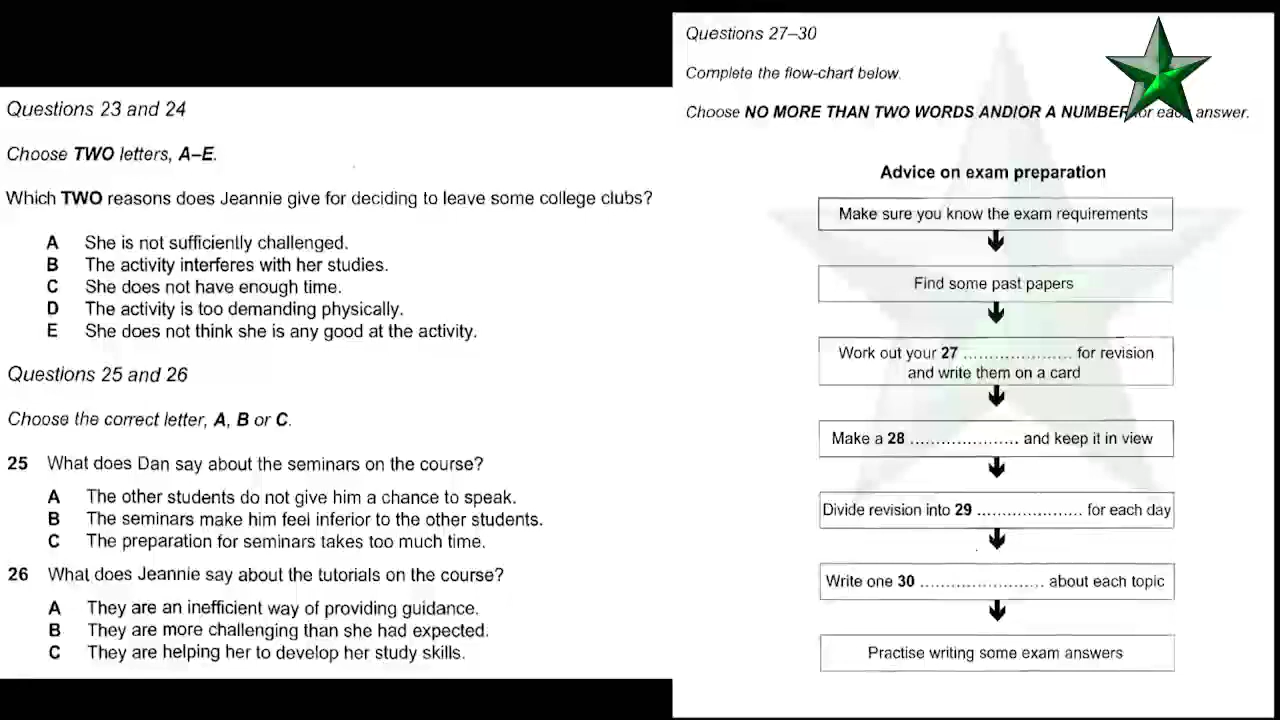 Questions 23 and 24
Choose TWO letters, A–E.
Which TWO reasons does Jeannie give for deciding to leave some college clubs?
A She is not sufficiently challenged.
B The activity interferes with her studies.
C She does not have enough time.
D The activity is too demanding physically.
E She does not think she is any good at the activity.
Questions 25 and 26
Choose the correct letter, A, B or C.
25 What does Dan say about the seminars on the course?
A The other students do not give him a chance to speak.
B The seminars make him feel inferior to the other students.
C The preparation for seminars takes too much time.
26 What does Jeannie say about the tutorials on the course?
A They are an inefficient way of providing guidance.
B They are more challenging than she had expected.
C They are helping her to develop her study skills.
Questions 27–30
Complete the flow-chart below.
Choose NO MORE THAN TWO WORDS AND/OR A NUMBER for each answer.
Advice on exam preparation
Make sure you know the exam requirements
Find some past papers
Work out your 27 ...................... for revision
and write them on a card
Make a 28 ...................... and keep it in view
Divide revision into 29 ...................... for each day
Write one 30 ......................... about each topic
Practise writing some exam answers